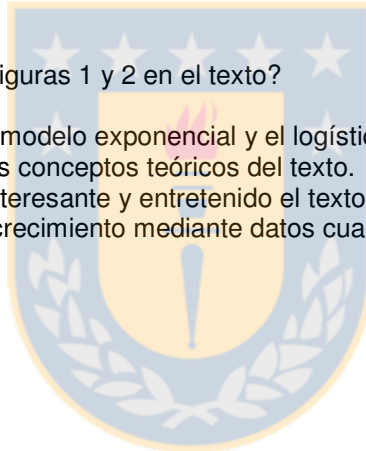 iguras 1 y 2 en el texto?
modelo exponencial y el logístic
s conceptos teóricos del texto.
teresante y entretenido el texto
crecimiento mediante datos cua